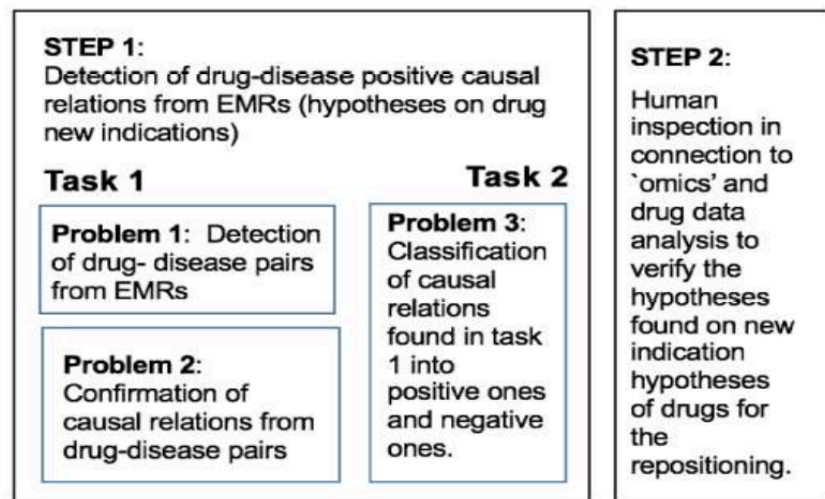 STEP 1:
Detection of drug-disease positive causal
relations from EMRs (hypotheses on drug
new indications)
Task 1
Problem 1: Detection
of drug- disease pairs
from EMRs
Problem 2:
Confirmation of
causal relations from
drug-disease pairs
Task 2
Problem 3:
Classification
of causal
relations
found in task
1 into
positive ones
and negative
ones.
STEP 2:
Human
inspection in
connection to
`omics' and
drug data
analysis to
verify the
hypotheses
found on new
indication
hypotheses
of drugs for
the
repositioning.